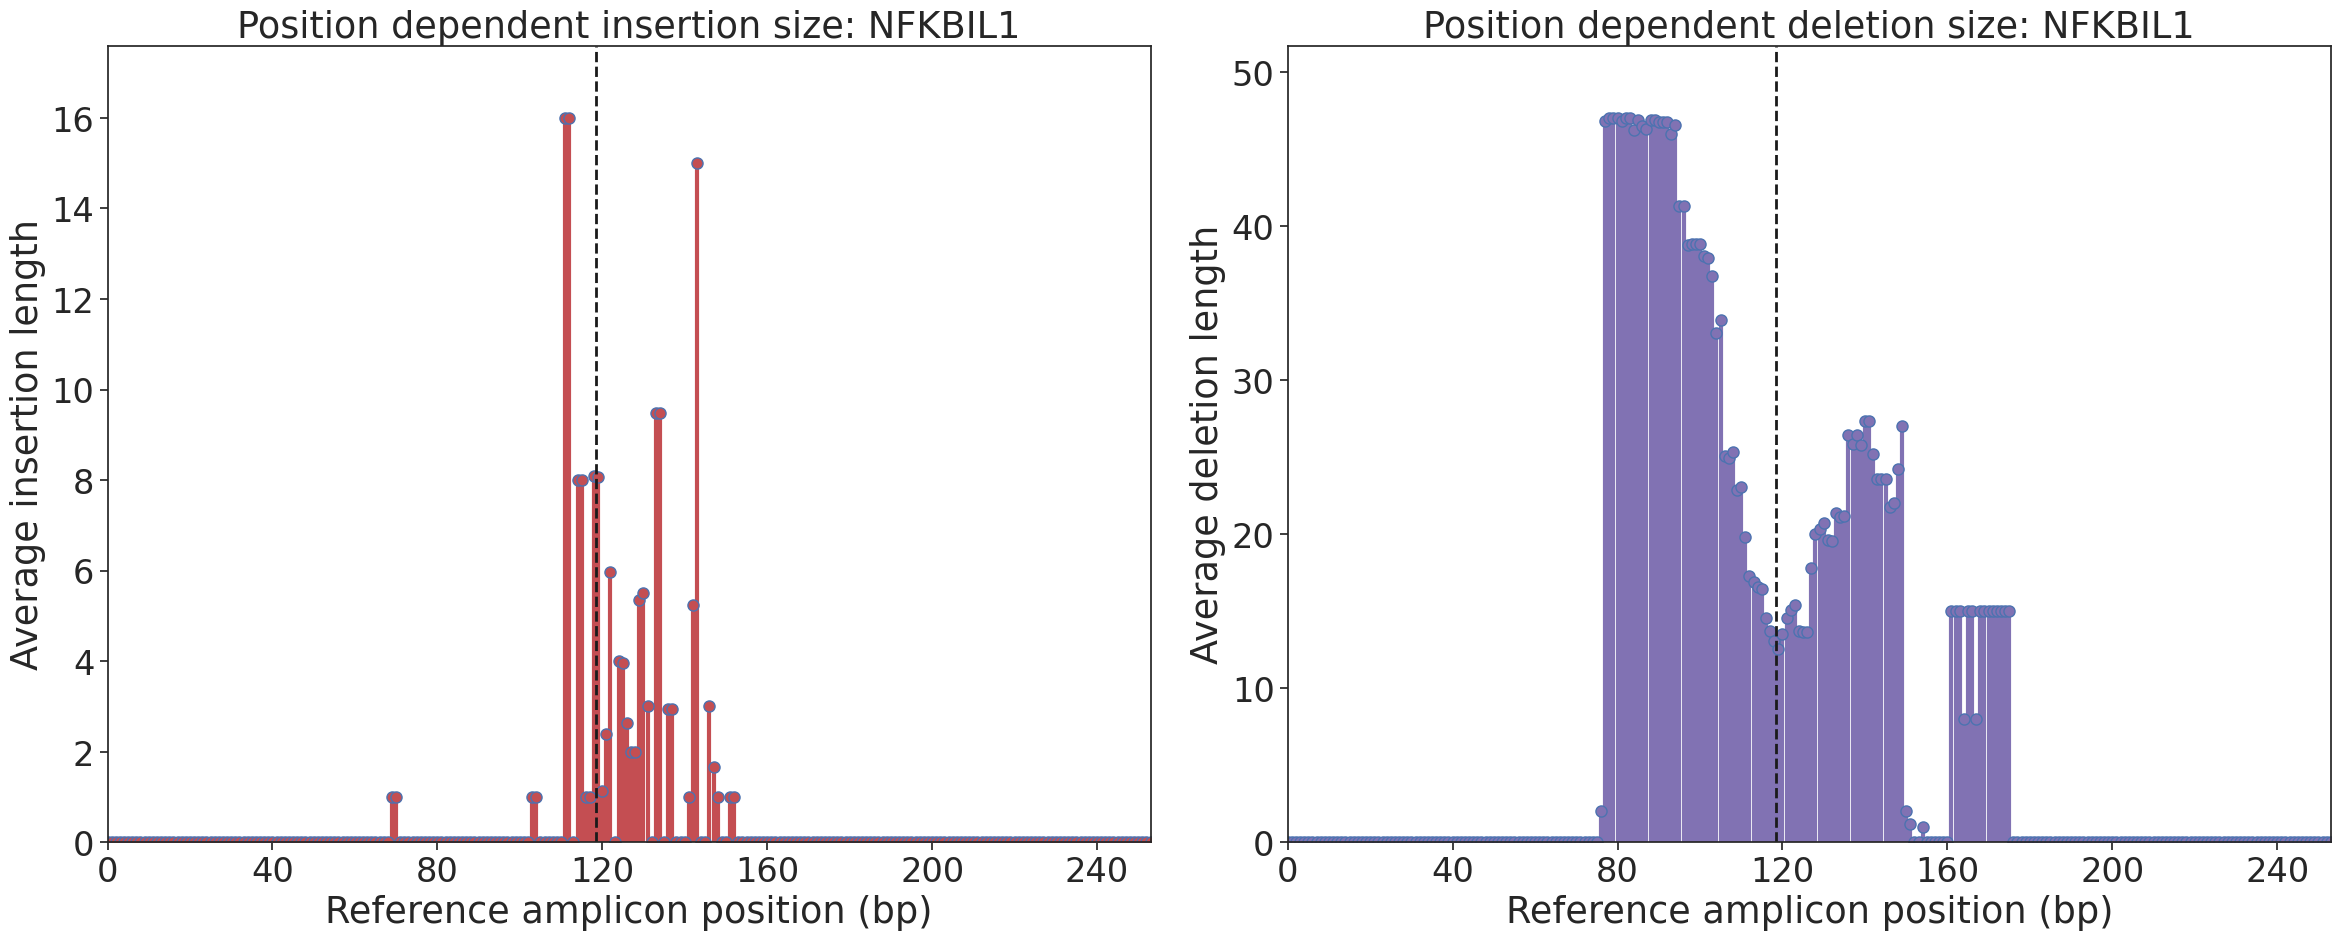 Position dependent insertion size: NFKBIL1
Average insertion length
16
14
12
10
8
6
4
2
0
0 40 80 120 160 200 240
Reference amplicon position (bp)
Position dependent deletion size: NFKBIL1
Average deletion length
50
40
30
20
10
0
0 40 80 120 160 200 240
Reference amplicon position (bp)